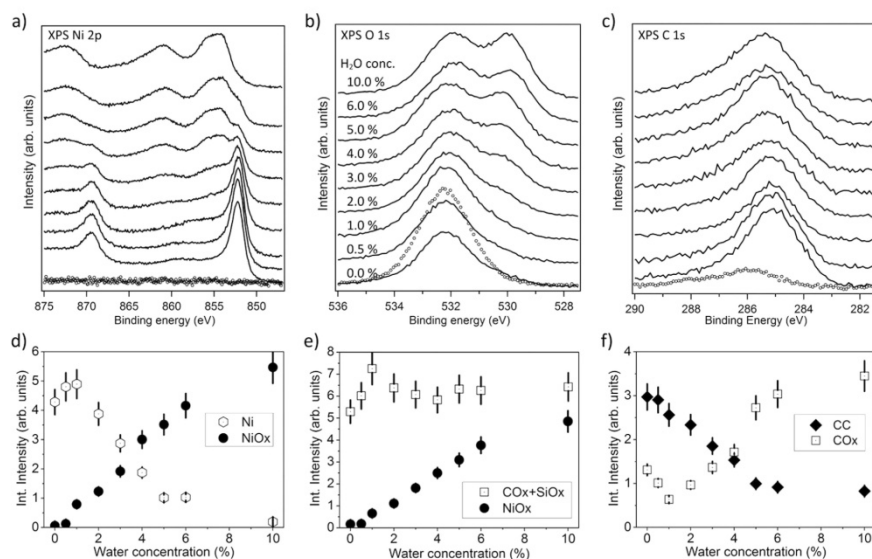 a)
XPS Ni 2p
Intensity (arb. units)
875 870 865 860 855 850
Binding energy (eV)
b)
XPS O 1s
H₂O conc.
10.0 %
6.0 %
5.0 %
4.0 %
3.0 %
2.0 %
1.0 %
0.5 %
0.0 %
Intensity (arb. units)
536 534 532 530 528
Binding energy (eV)
c)
XPS C 1s
Intensity (arb. units)
290 288 286 284 282
Binding Energy (eV)
d)
Int. Intensity (arb. units)
6
5
4
3
2
1
0
Ni
NiOx
0 2 4 6 8 10
Water concentration (%)
e)
Int. Intensity (arb. units)
8
7
6
5
4
3
2
1
0
COx+SiOx
NiOx
0 2 4 6 8 10
Water concentration (%)
f)
Int. Intensity (arb. units)
4
3
2
1
0
CC
COx
0 2 4 6 8 10
Water concentration (%)